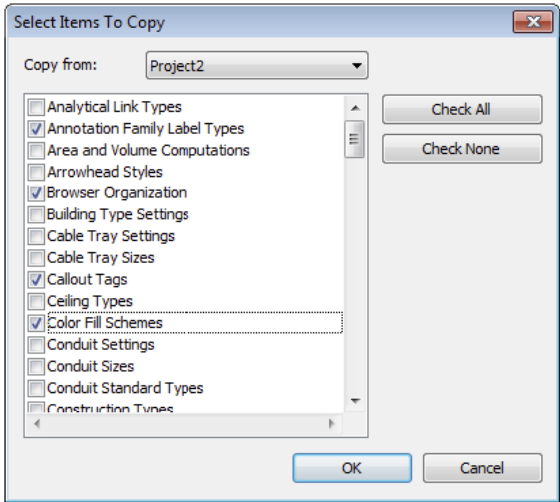 Select Items To Copy
Copy from: Project2
Analytical Link Types
Check All
Annotation Family Label Types
Area and Volume Computations
Check None
Arrowhead Styles
Browser Organization
Building Type Settings
Cable Tray Settings
Cable Tray Sizes
Callout Tags
Ceiling Types
Color Fill Schemes
Conduit Settings
Conduit Sizes
Conduit Standard Types
Construction Types
OK Cancel